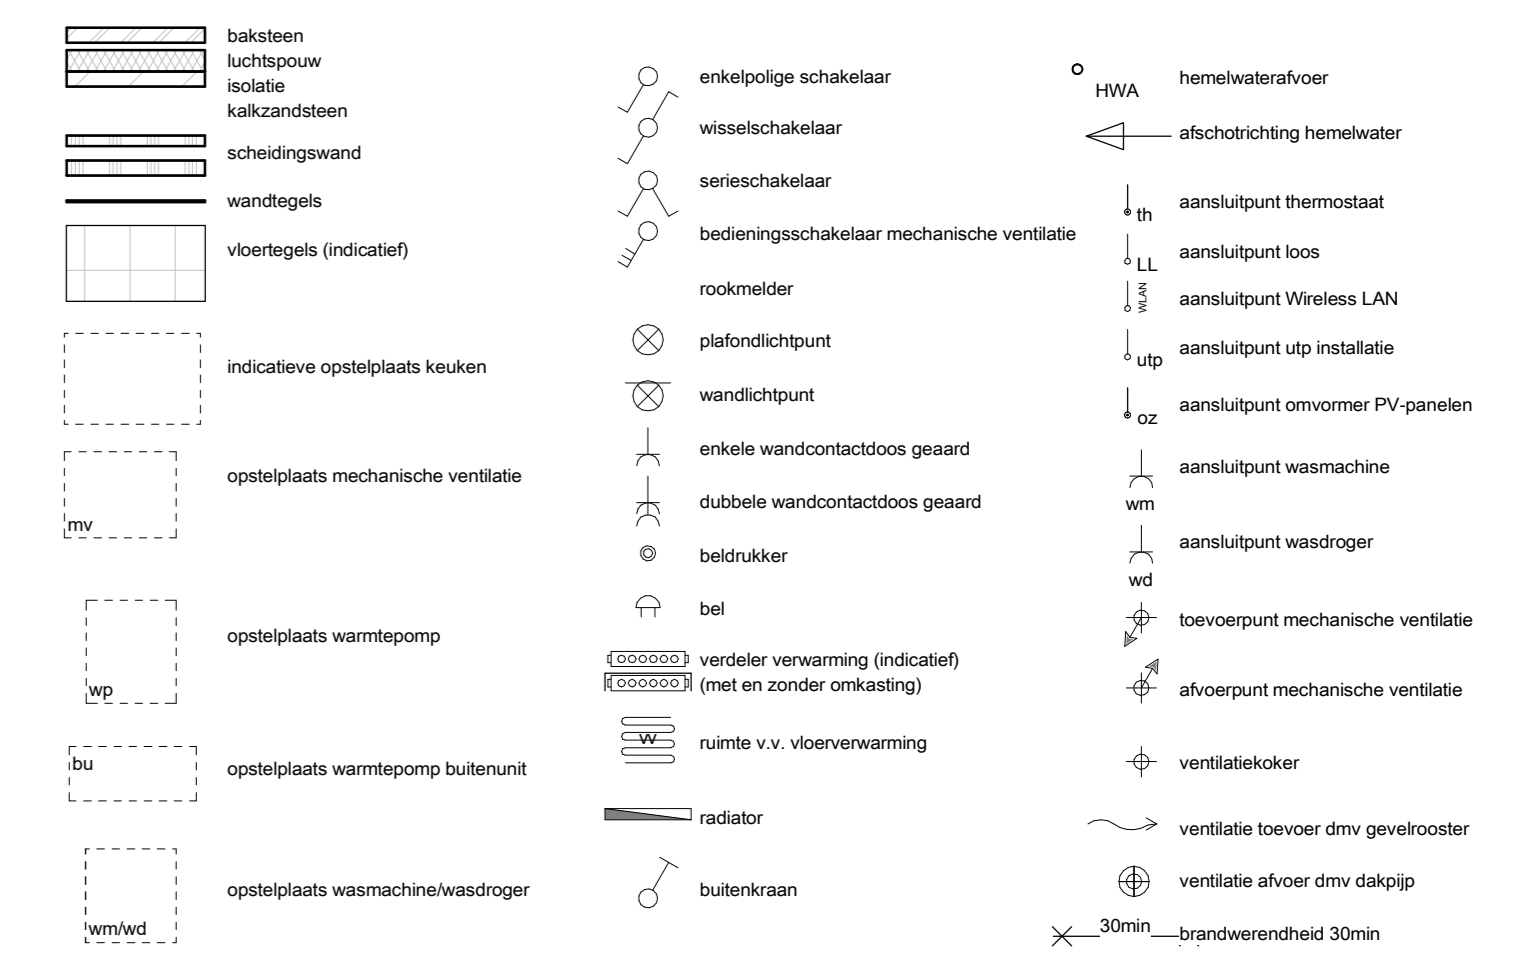 baksteen
luchtspouw
isolatie
kalkzandsteen
scheidingswand
wandtegels
vloertegels (indicatief)
indicatieve opstelplaats keuken
opstelplaats mechanische ventilatie
mv
opstelplaats warmtepomp
wp
bu
opstelplaats warmtepomp buitenunit
opstelplaats wasmachine/wasdroger
wm/wd
enkelpolige schakelaar
wisselschakelaar
serieschakelaar
bedieningsschakelaar mechanische ventilatie
rookmelder
plafondlichtpunt
wandlichtpunt
enkele wandcontactdoos geaard
dubbele wandcontactdoos geaard
beldrukker
bel
verdeler verwarming (indicatief)
(met en zonder omkasting)
vv
ruimte v.v. vloerverwarming
radiator
buitenkraan
HWA
hemelwaterafvoer
afschotrichting hemelwater
th
aansluitpunt thermostaat
LL
aansluitpunt loos
WLAN
aansluitpunt Wireless LAN
utp
aansluitpunt utp installatie
oz
aansluitpunt omvormer PV-panelen
aansluitpunt wasmachine
wm
aansluitpunt wasdroger
wd
toevoerpunt mechanische ventilatie
afvoerpunt mechanische ventilatie
ventilatiekoker
ventilatie toevoer dmv gevelrooster
ventilatie afvoer dmv dakpijp
30min
brandwerendheid 30min